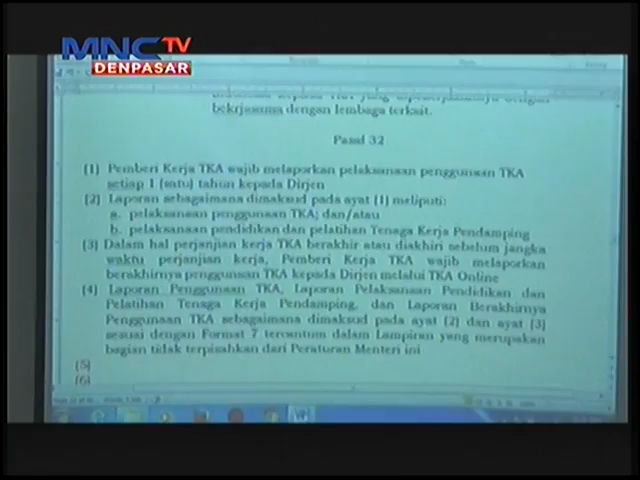 MNCTV
DENPASAR
bekrjasama dengan lembaga terkait.
Pasal 32
(1) Pemberi Kerja TKA wajib melaporkan pelaksanaan penggunaan TKA
setiap 1 (satu) tahun kepada Dirjen
(2) Laporan sebagaimana dimaksud pada ayat (1) meliputi:
a. pelaksanaan penggunaan TKA; dan/atau
b. pelaksanaan pendidikan dan pelatihan Tenaga Kerja Pendamping
(3) Dalam hal perjanjian kerja TKA berakhir atau diakhiri sebelum jangka
waktu perjanjian kerja, Pemberi Kerja TKA wajib melaporkan
berakhirnya penggunaan TKA kepada Dirjen melalui TKA Online
(4) Laporan Penggunaan TKA, Laporan Pelaksanaan Pendidikan dan
Pelatihan Tenaga Kerja Pendamping, dan Laporan Berakhirnya
Penggunaan TKA sebagaimana dimaksud pada ayat (2) dan ayat (3)
sesuai dengan Format 7 tercantum dalam Lampiran yang merupakan
bagian tidak terpisahkan dari Peraturan Menteri ini
(5)
(6)